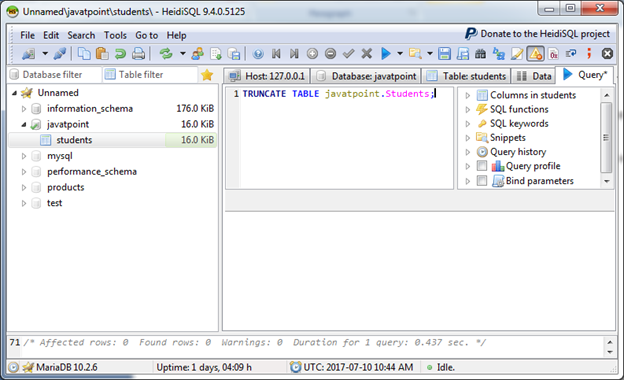 Unnamed\javatpoint\students\ - HeidiSQL 9.4.0.5125
File Edit Search Tools Go to Help
Donate to the HeidiSQL project
Database filter Table filter
Host: 127.0.0.1 Database: javatpoint Table: students Data Query*
Unnamed
information_schema 176.0 KiB
javatpoint 16.0 KiB
students 16.0 KiB
mysql
performance_schema
products
test
1 TRUNCATE TABLE javatpoint.Students;
Columns in students
SQL functions
SQL keywords
Snippets
Query history
Query profile
Bind parameters
71 /* Affected rows: 0 Found rows: 0 Warnings: 0 Duration for 1 query: 0.437 sec. */
MariaDB 10.2.6 Uptime: 1 days, 04:09 h UTC: 2017-07-10 10:44 AM Idle.